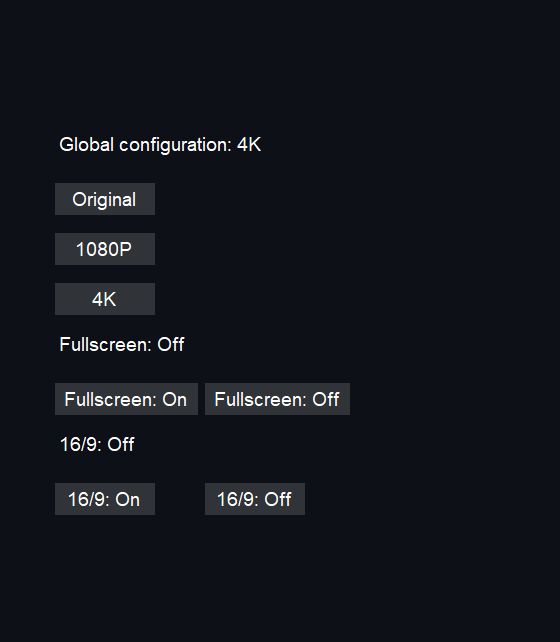 Global configuration: 4K
Original
1080P
4K
Fullscreen: Off
Fullscreen: On Fullscreen: Off
16/9: Off
16/9: On 16/9: Off